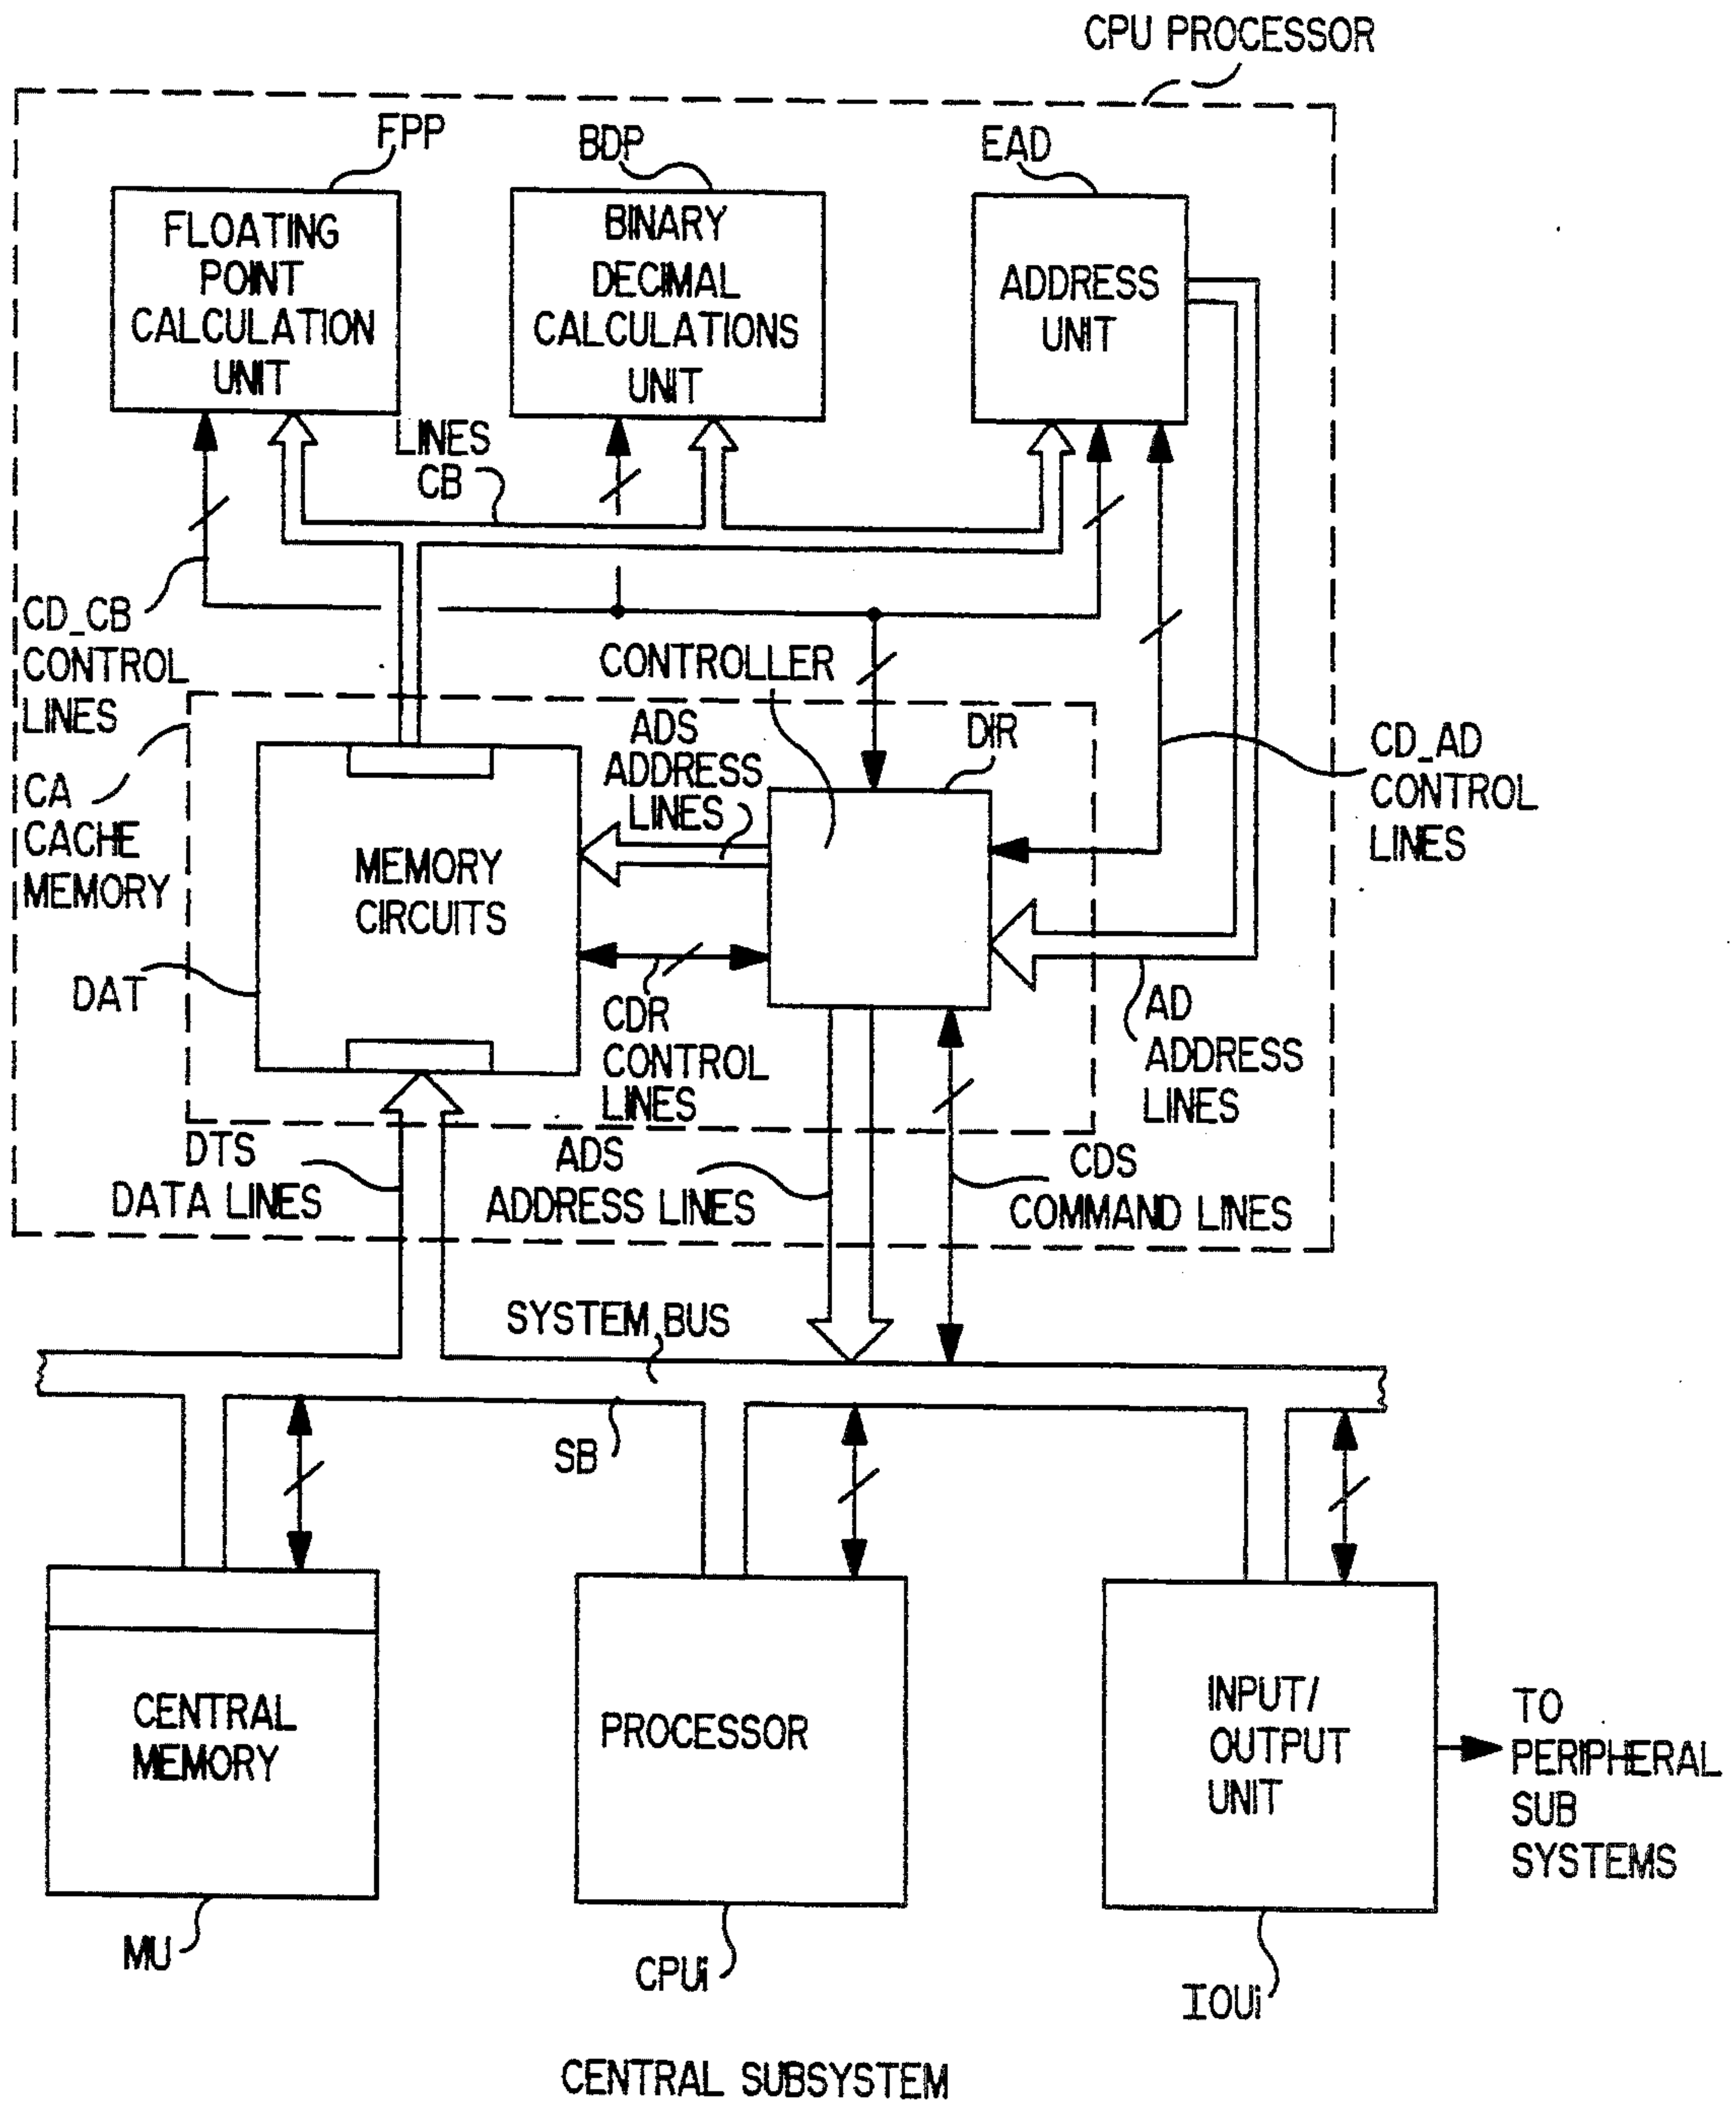 CPU PROCESSOR
FPP
BDP
EAD
FLOATING
POINT
CALCULATION
UNIT
BINARY
DECIMAL
CALCULATIONS
UNIT
ADDRESS
UNIT
LINES
CB
CD_CB
CONTROL
LINES
CONTROLLER
DIR
ADS
ADDRESS
LINES
CD_AD
CONTROL
LINES
CA
CACHE
MEMORY
MEMORY
CIRCUITS
DAT
CDR
CONTROL
LINES
AD
ADDRESS
LINES
DTS
DATA LINES
ADS
ADDRESS LINES
CDS
COMMAND LINES
SYSTEM BUS
SB
CENTRAL
MEMORY
PROCESSOR
INPUT/
OUTPUT
UNIT
TO
PERIPHERAL
SUB
SYSTEMS
MU
CPUi
IOUi
CENTRAL SUBSYSTEM